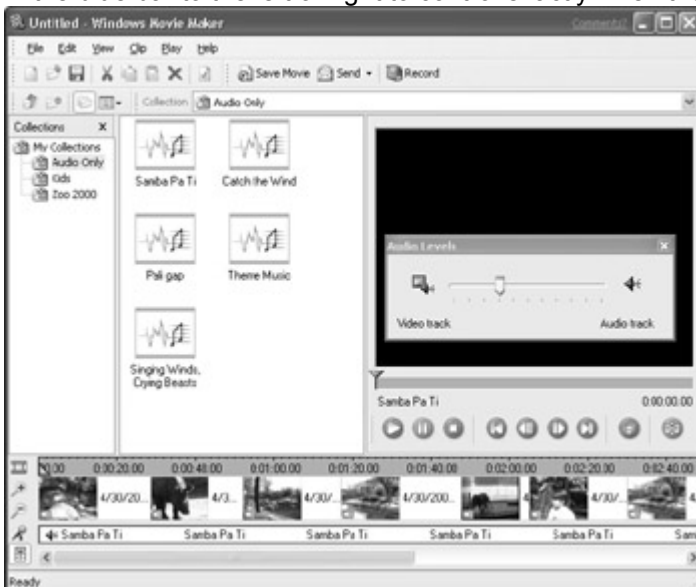 Untitled - Windows Movie Maker
Comments?
File Edit View Clip Play Help
Save Movie Send Record
Collection Audio Only
Collections X
My Collections
Audio Only
Kids
Zoo 2000
Samba Pa Ti
Catch the Wind
Pali gap
Theme Music
Singing Winds,
Crying Beasts
Audio Levels
Video track
Audio track
Samba Pa Ti 0:00:00.00
0:00 0:00:20.00 0:00:40.00 0:01:00.00 0:01:20.00 0:01:40.00 0:02:00.00 0:02:20.00 0:02:40.00
4/30/20... 4/3... 4/30/... 4/30/200... 4 4/30/... 4
Samba Pa Ti Samba Pa Ti Samba Pa Ti Samba Pa Ti Samba Pa Ti Sam
Ready